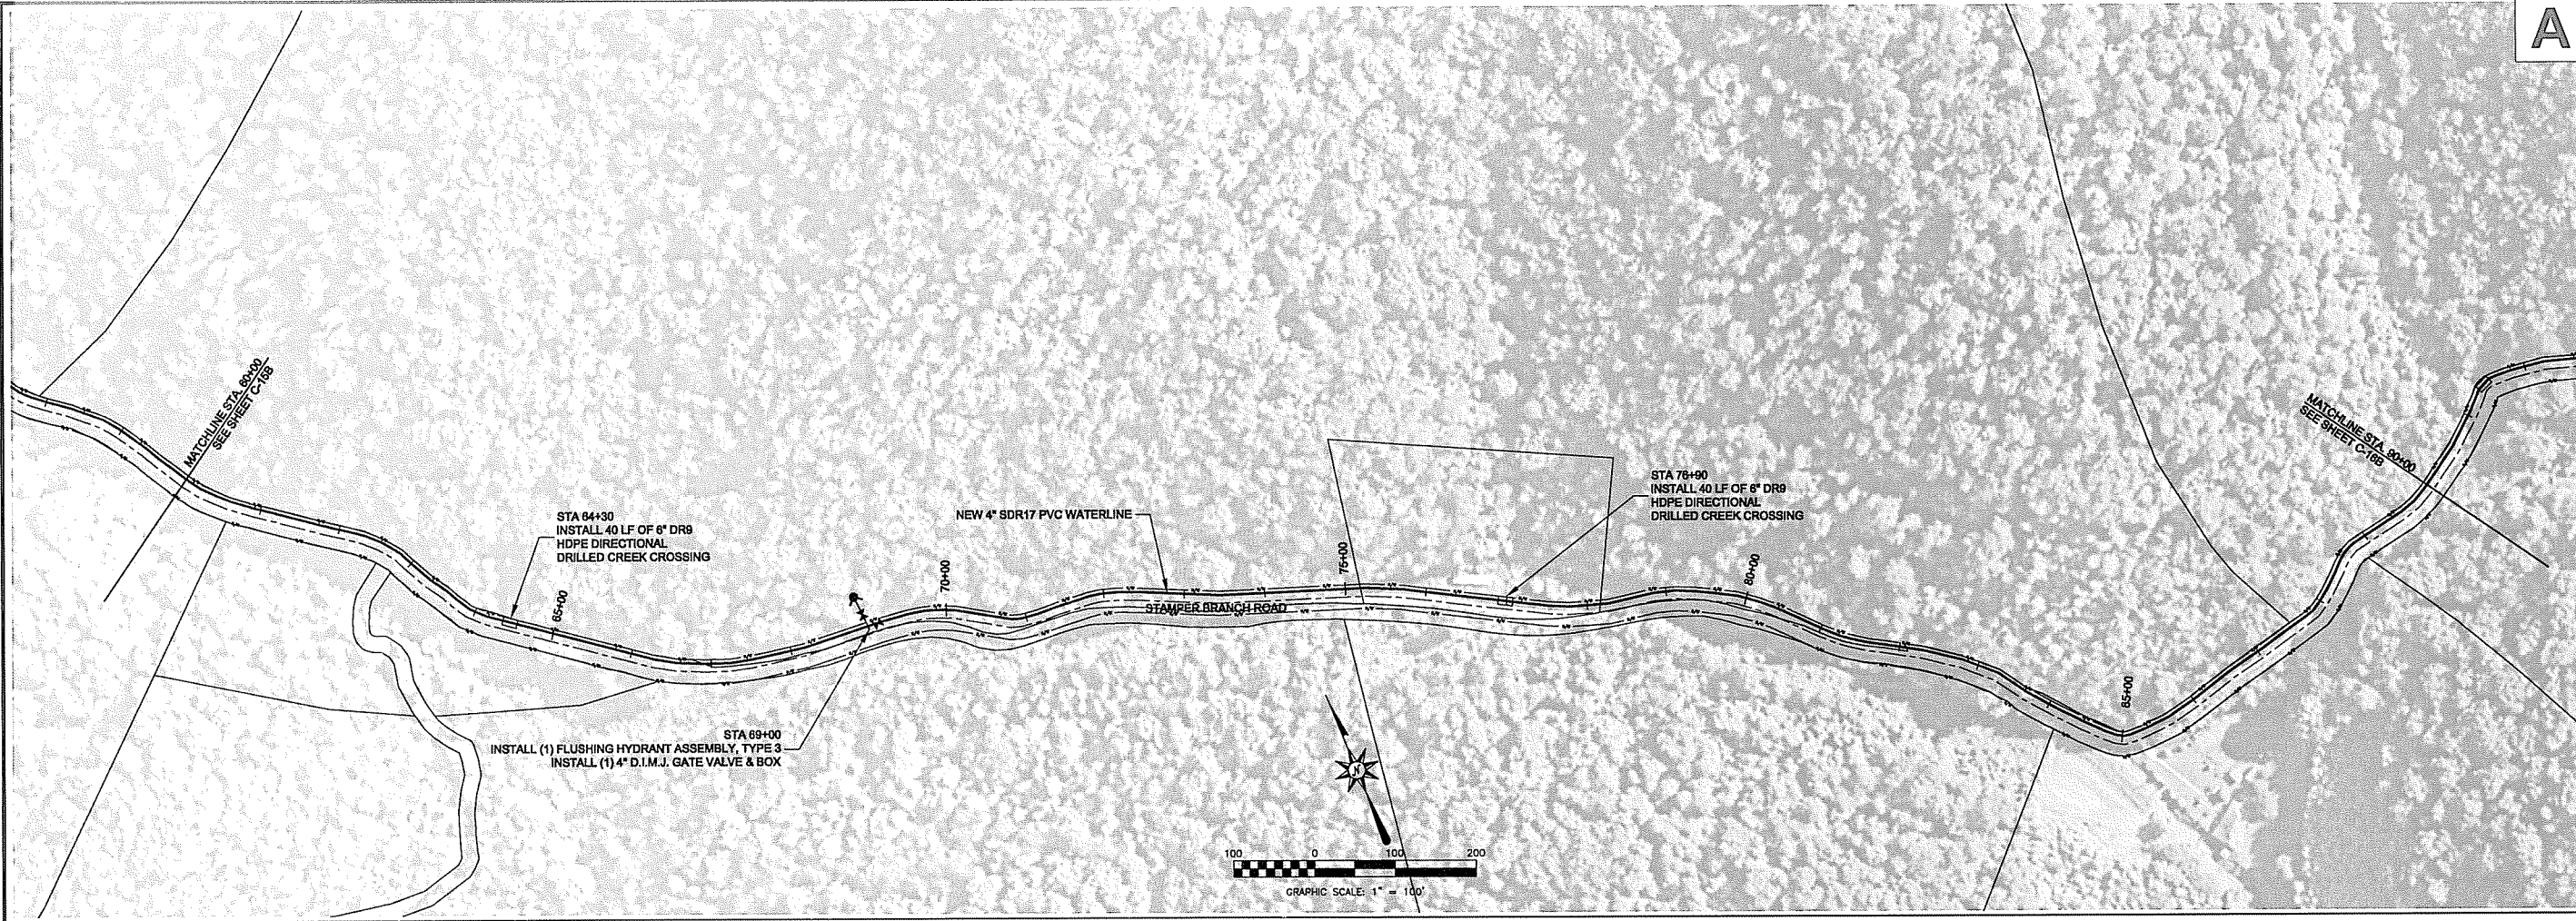 A
MATCHLINE STA. 60+00
SEE SHEET C-15B
STA 64+30
INSTALL 40 LF OF 6" DR9
HDPE DIRECTIONAL
DRILLED CREEK CROSSING
65+00
STA 69+00
INSTALL (1) FLUSHING HYDRANT ASSEMBLY, TYPE 3
INSTALL (1) 4" D.I.M.J. GATE VALVE & BOX
70+00
NEW 4" SDR17 PVC WATERLINE
STAMPER BRANCH ROAD
75+00
STA 76+90
INSTALL 40 LF OF 6" DR9
HDPE DIRECTIONAL
DRILLED CREEK CROSSING
80+00
85+00
MATCHLINE STA. 90+00
SEE SHEET C-16B
N
100 0 100 200
GRAPHIC SCALE: 1" = 100'